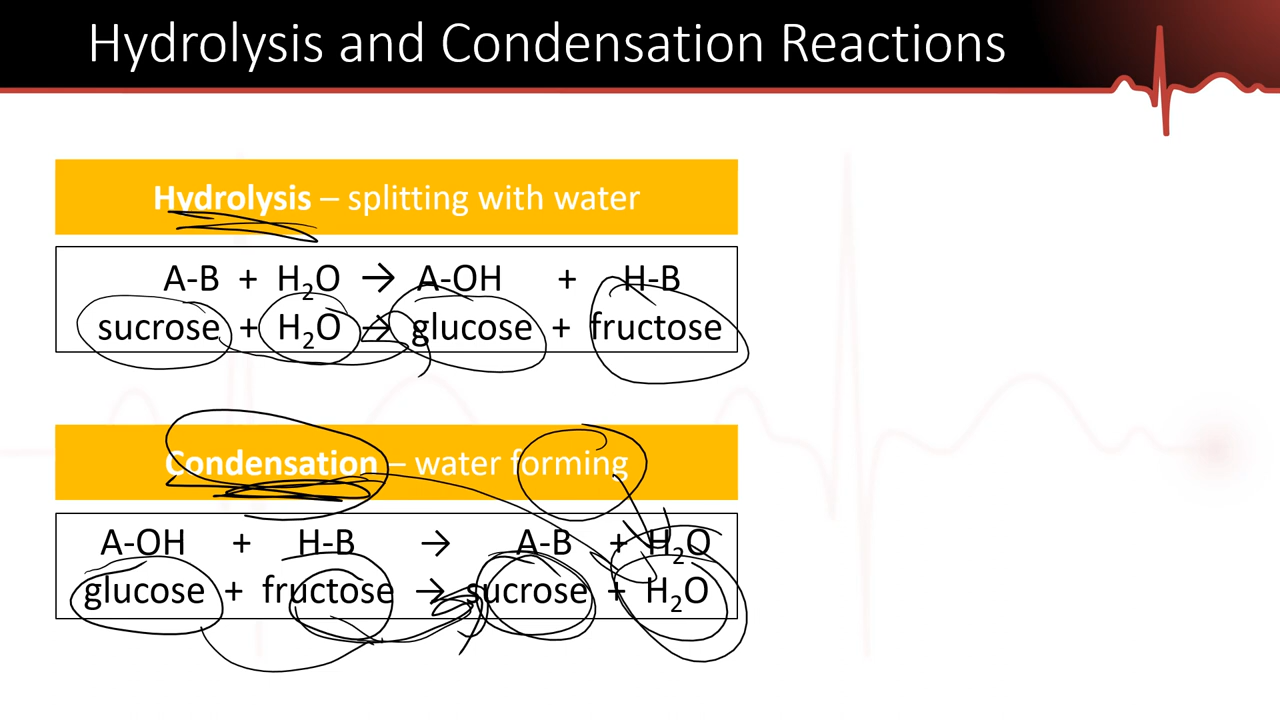 Hydrolysis and Condensation Reactions
Hydrolysis – splitting with water
A-B + H₂O → A-OH + H-B
sucrose + H₂O → glucose + fructose
Condensation – water forming
A-OH + H-B → A-B + H₂O
glucose + fructose → sucrose + H₂O